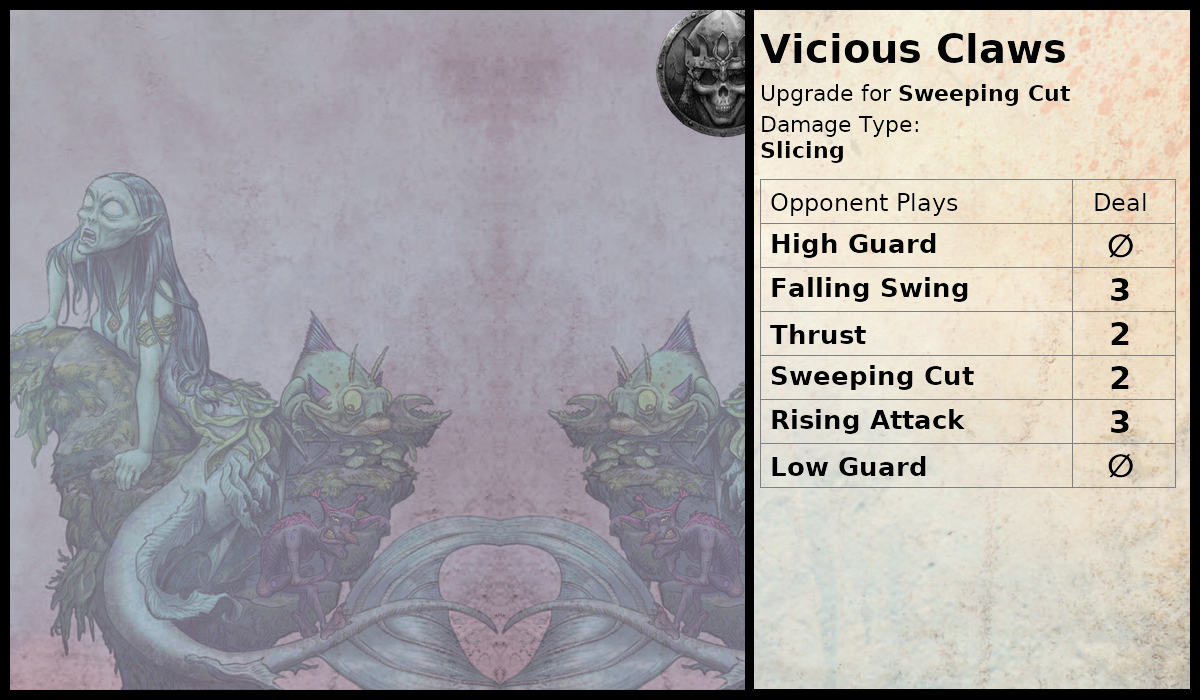 Vicious Claws
Upgrade for Sweeping Cut
Damage Type:
Slicing
Opponent Plays Deal
High Guard ∅
Falling Swing 3
Thrust 2
Sweeping Cut 2
Rising Attack 3
Low Guard ∅